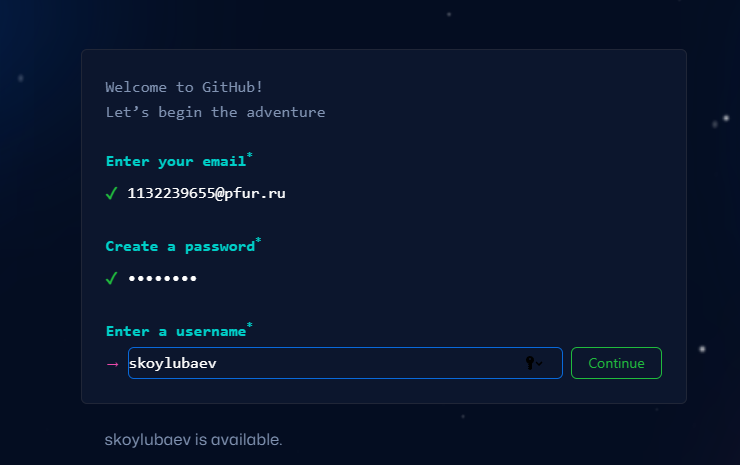 Welcome to GitHub!
Let’s begin the adventure
Enter your email*
✓ 1132239655@pfur.ru
Create a password*
✓ ••••••••
Enter a username*
→ skoylubaev Continue
skoylubaev is available.